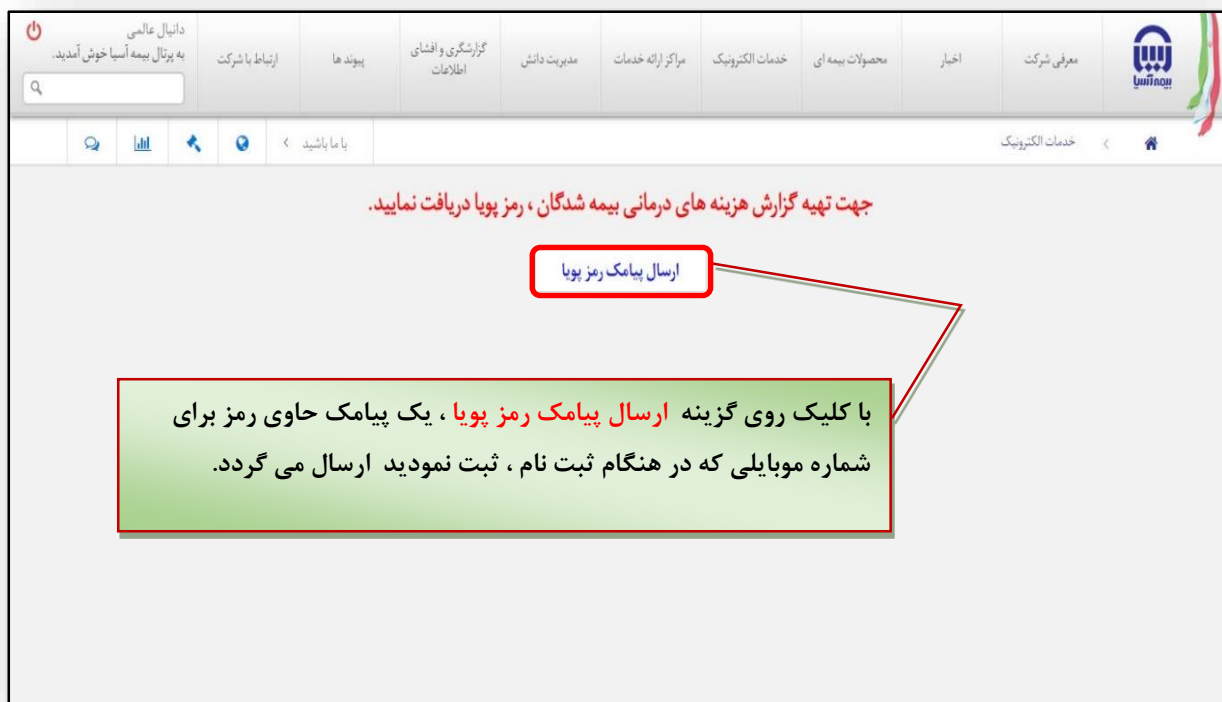 دانیال عالمی
به پرتال بیمه آسیا خوش آمدید.
بیمه آسیا
معرفی شرکت
اخبار
محصولات بیمه ای
خدمات الکترونیک
مراکز ارائه خدمات
مدیریت دانش
گزارشگری و افشای
اطلاعات
پیوند ها
ارتباط با شرکت
خدمات الکترونیک
با ما باشید
جهت تهیه گزارش هزینه های درمانی بیمه شدگان ، رمز پویا دریافت نمایید.
ارسال پیامک رمز پویا
با کلیک روی گزینه ارسال پیامک رمز پویا ، یک پیامک حاوی رمز برای
شماره موبایلی که در هنگام ثبت نام ، ثبت نمودید ارسال می گردد.